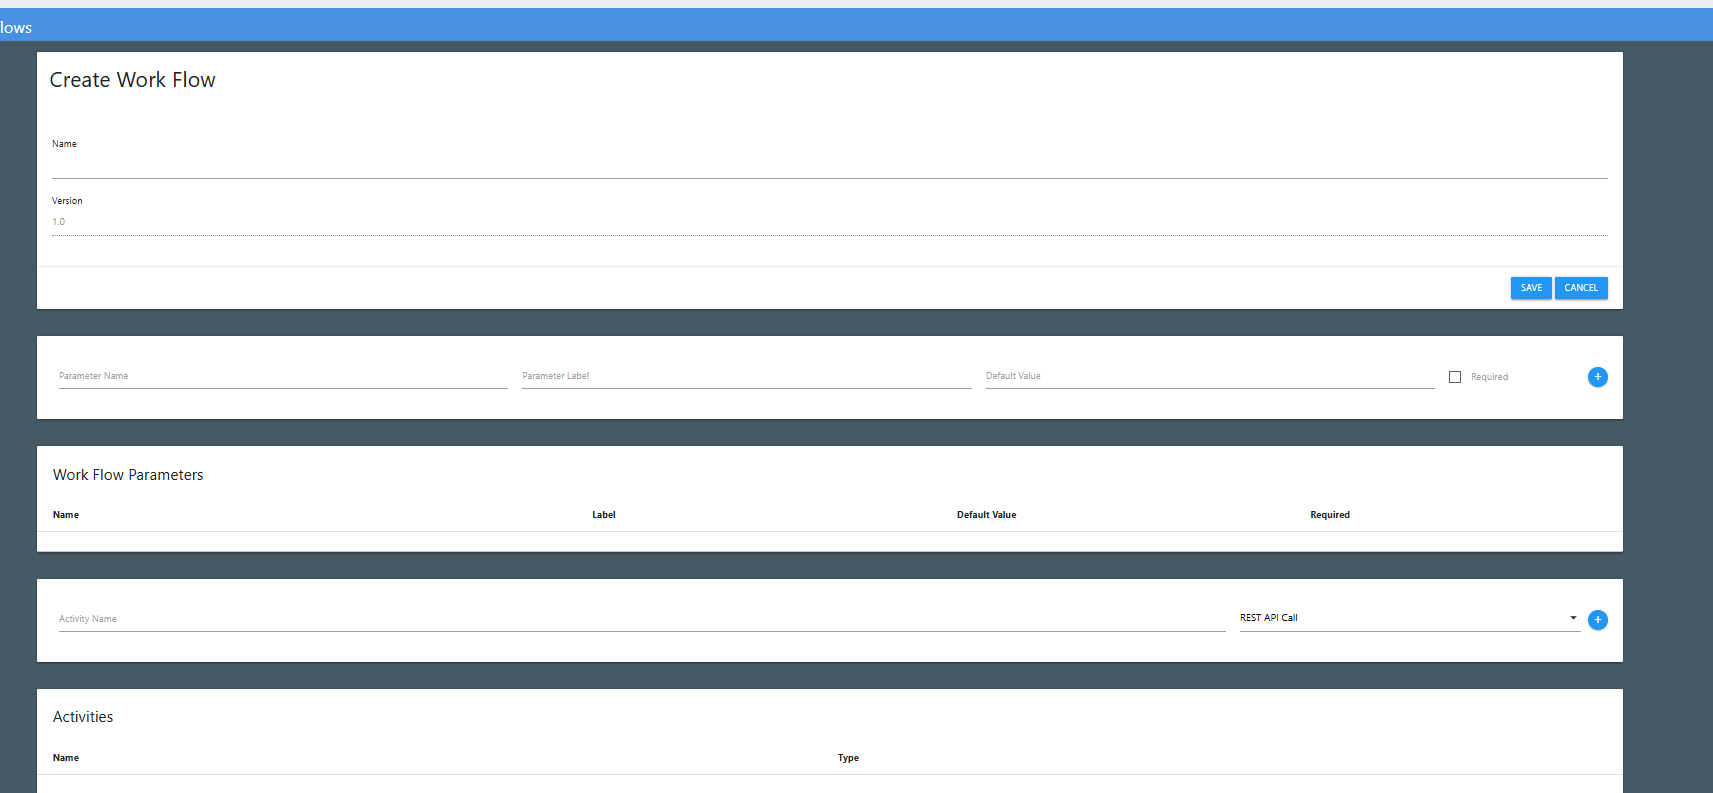 lows
Create Work Flow
Name
Version
1.0
SAVE CANCEL
Parameter Name Parameter Label Default Value Required +
Work Flow Parameters
Name Label Default Value Required
Activity Name REST API Call +
Activities
Name Type